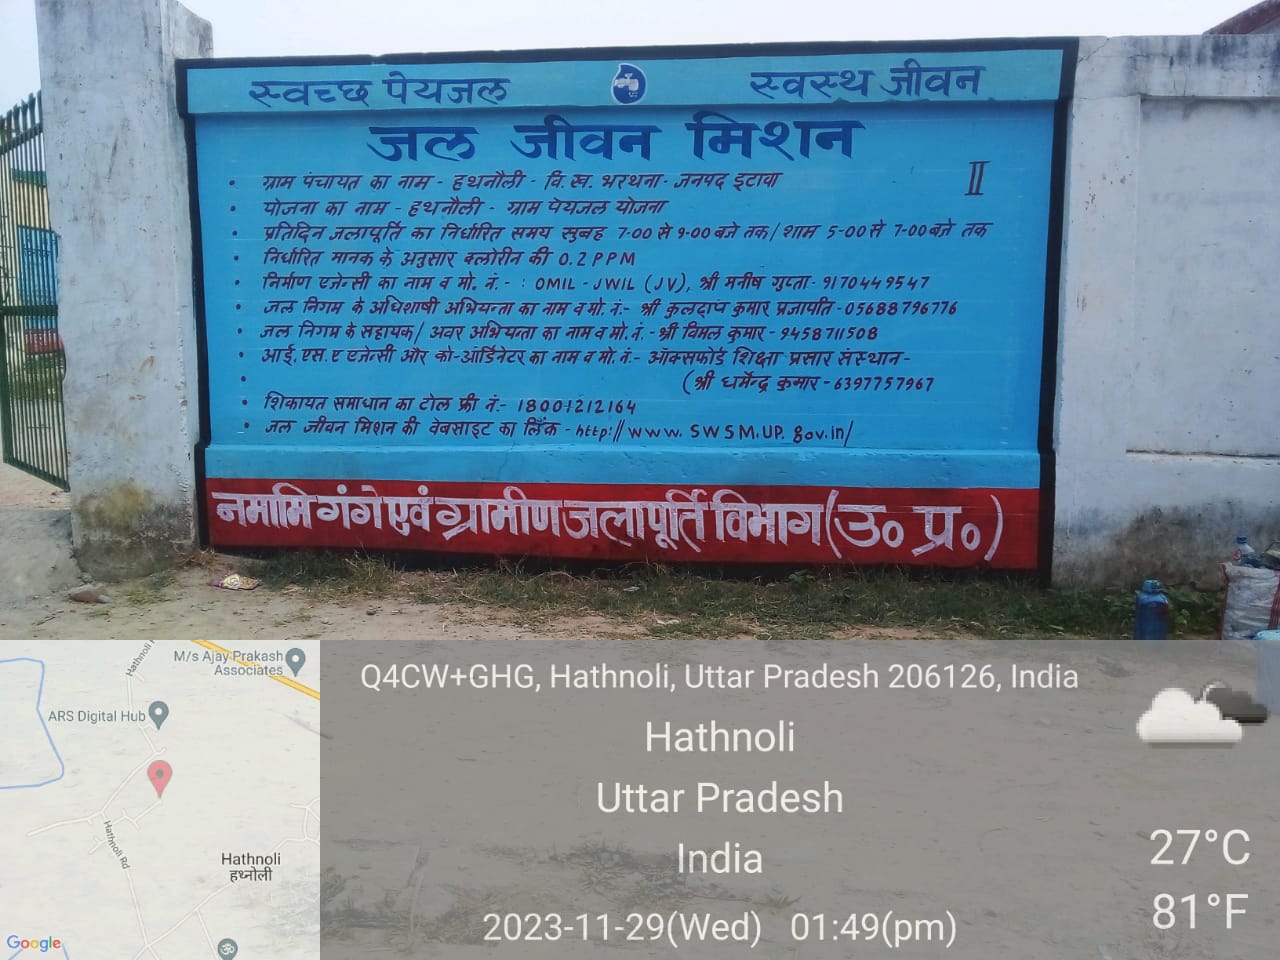 स्वच्छ पेयजल
स्वस्थ जीवन
जल जीवन मिशन
II
• ग्राम पंचायत का नाम - हथनौली - वि. ख. भरथना - जनपद इटावा
• योजना का नाम - हथनौली - ग्राम पेयजल योजना
• प्रतिदिन जलापूर्ति का निर्धारित समय सुबह 7-00 से 9-00 बजे तक / शाम 5-00 से 7-00 बजे तक
• निर्धारित मानक के अनुसार क्लोरीन की 0.2 PPM
• निर्माण एजेन्सी का नाम व मो. नं. - : OMIL - JWIL (JV), श्री मनीष गुप्ता - 9170449547
• जल निगम के अधिशाषी अभियन्ता का नाम व मो. नं.- श्री कुलदीप कुमार प्रजापति - 05688796776
• जल निगम के सहायक / अवर अभियन्ता का नाम व मो. नं. - श्री विमल कुमार - 9458711508
• आई. एस. ए एजेन्सी और को-ऑर्डिनेटर का नाम व मो. नं.- ऑक्सफोर्ड शिक्षा प्रसार संस्थान -
• (श्री धर्मेन्द्र कुमार - 6397757967
• शिकायत समाधान का टोल फ्री नं.- 18001212164
• जल जीवन मिशन की वेबसाइट का लिंक - http://www.SWSM.UP.gov.in/
नमामि गंगे एवं ग्रामीण जलापूर्ति विभाग (उ० प्र०)
M/s Ajay Prakash
Associates
Hathnoli
ARS Digital Hub
Hathnoli Rd
Hathnoli
हथ्नोली
Google
Q4CW+GHG, Hathnoli, Uttar Pradesh 206126, India
Hathnoli
Uttar Pradesh
India
2023-11-29(Wed) 01:49(pm)
27°C
81°F